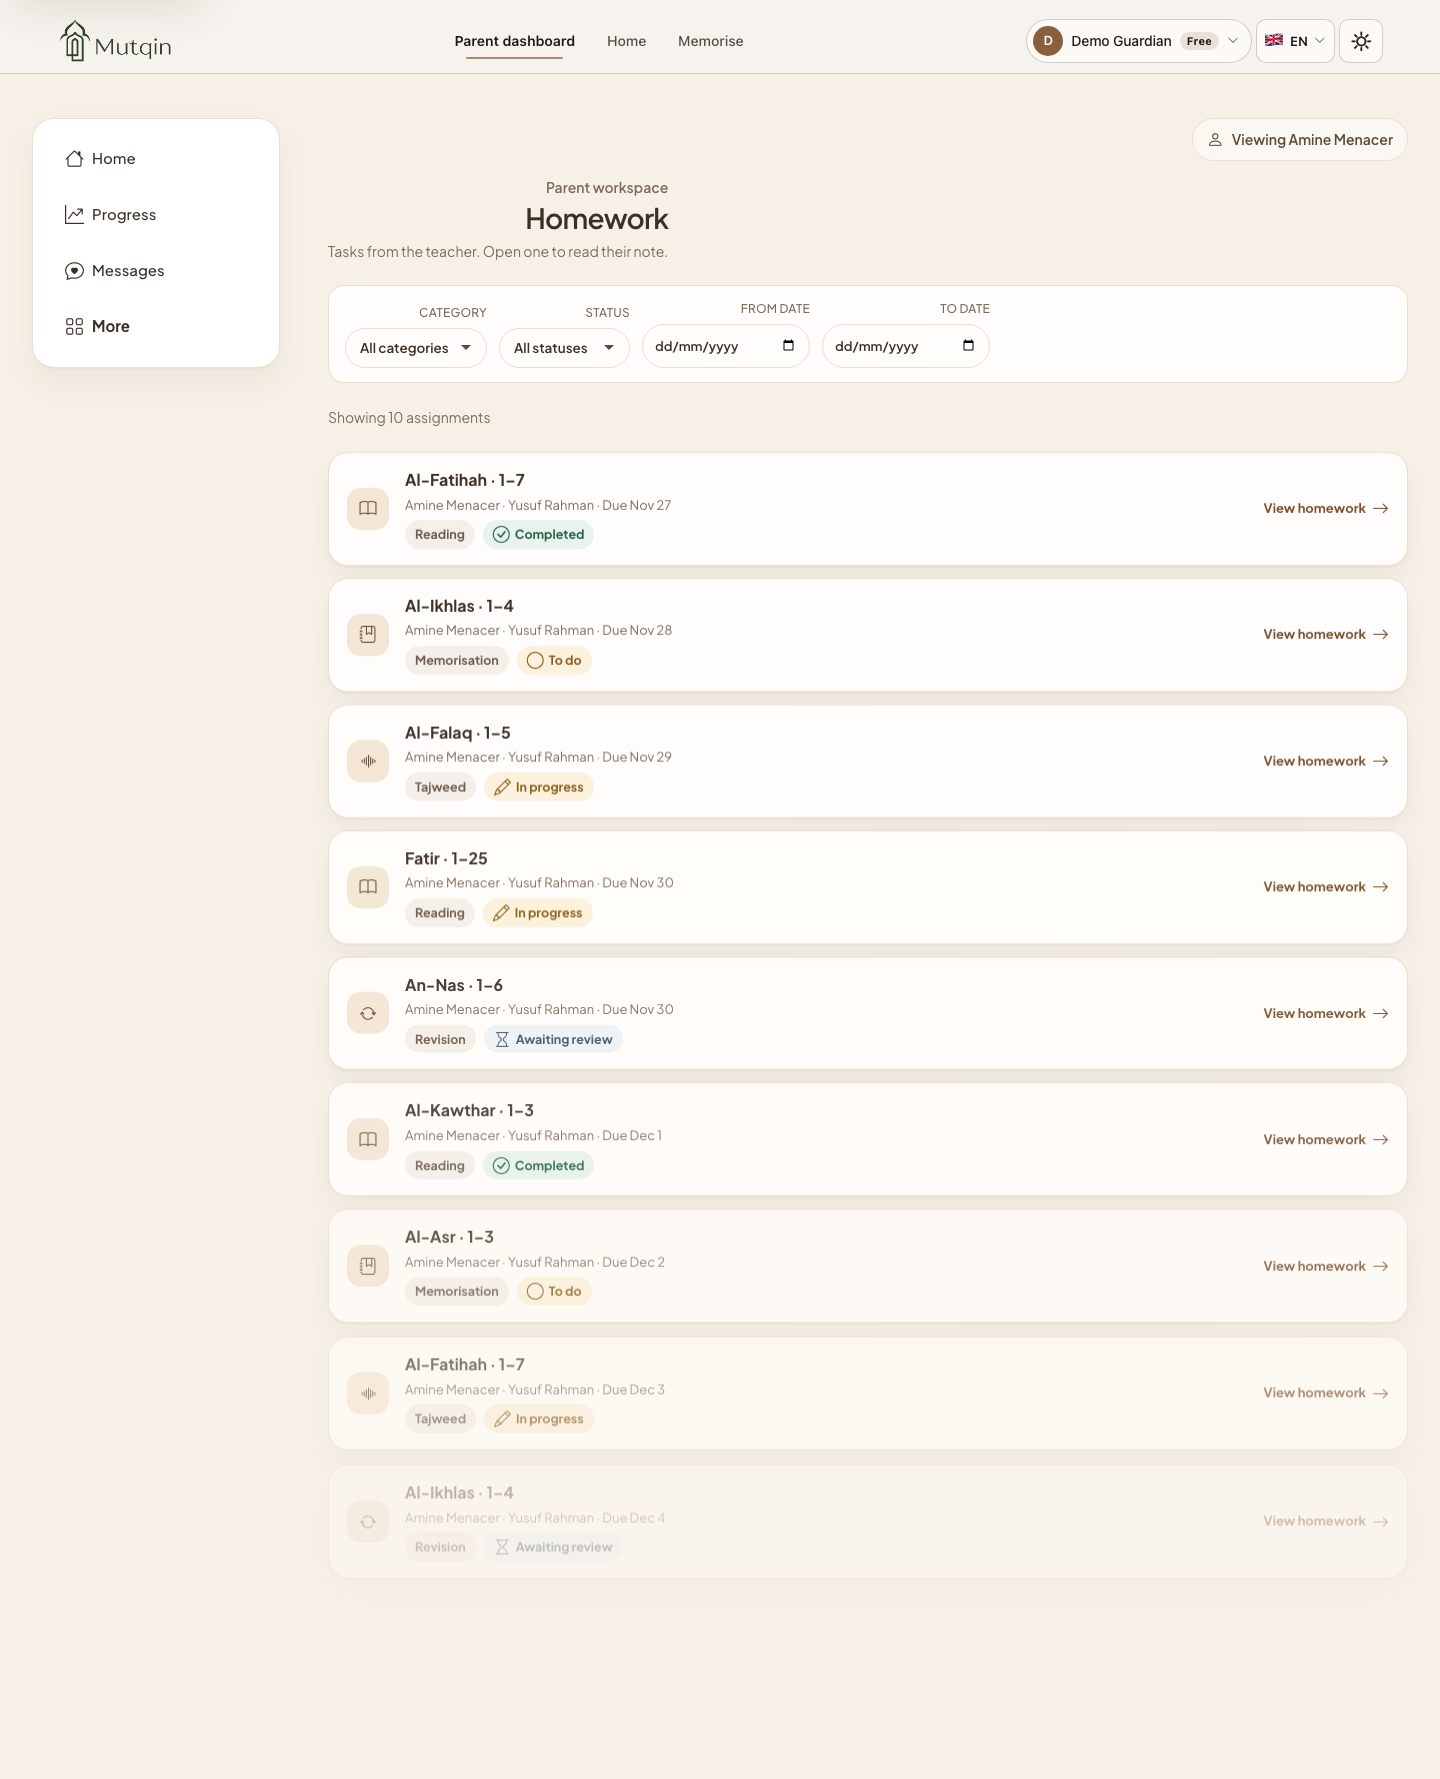 Mutqin
Parent dashboard
Home
Memorise
D
Demo Guardian
Free
EN
Home
Progress
Messages
More
Viewing Amine Menacer
Parent workspace
Homework
Tasks from the teacher. Open one to read their note.
CATEGORY
STATUS
FROM DATE
TO DATE
All categories
All statuses
dd/mm/yyyy
dd/mm/yyyy
Showing 10 assignments
Al-Fatihah · 1–7
Amine Menacer · Yusuf Rahman · Due Nov 27
Reading
Completed
View homework
Al-Ikhlas · 1–4
Amine Menacer · Yusuf Rahman · Due Nov 28
Memorisation
To do
View homework
Al-Falaq · 1–5
Amine Menacer · Yusuf Rahman · Due Nov 29
Tajweed
In progress
View homework
Fatir · 1–25
Amine Menacer · Yusuf Rahman · Due Nov 30
Reading
In progress
View homework
An-Nas · 1–6
Amine Menacer · Yusuf Rahman · Due Nov 30
Revision
Awaiting review
View homework
Al-Kawthar · 1–3
Amine Menacer · Yusuf Rahman · Due Dec 1
Reading
Completed
View homework
Al-Asr · 1–3
Amine Menacer · Yusuf Rahman · Due Dec 2
Memorisation
To do
View homework
Al-Fatihah · 1–7
Amine Menacer · Yusuf Rahman · Due Dec 3
Tajweed
In progress
View homework
Al-Ikhlas · 1–4
Amine Menacer · Yusuf Rahman · Due Dec 4
Revision
Awaiting review
View homework